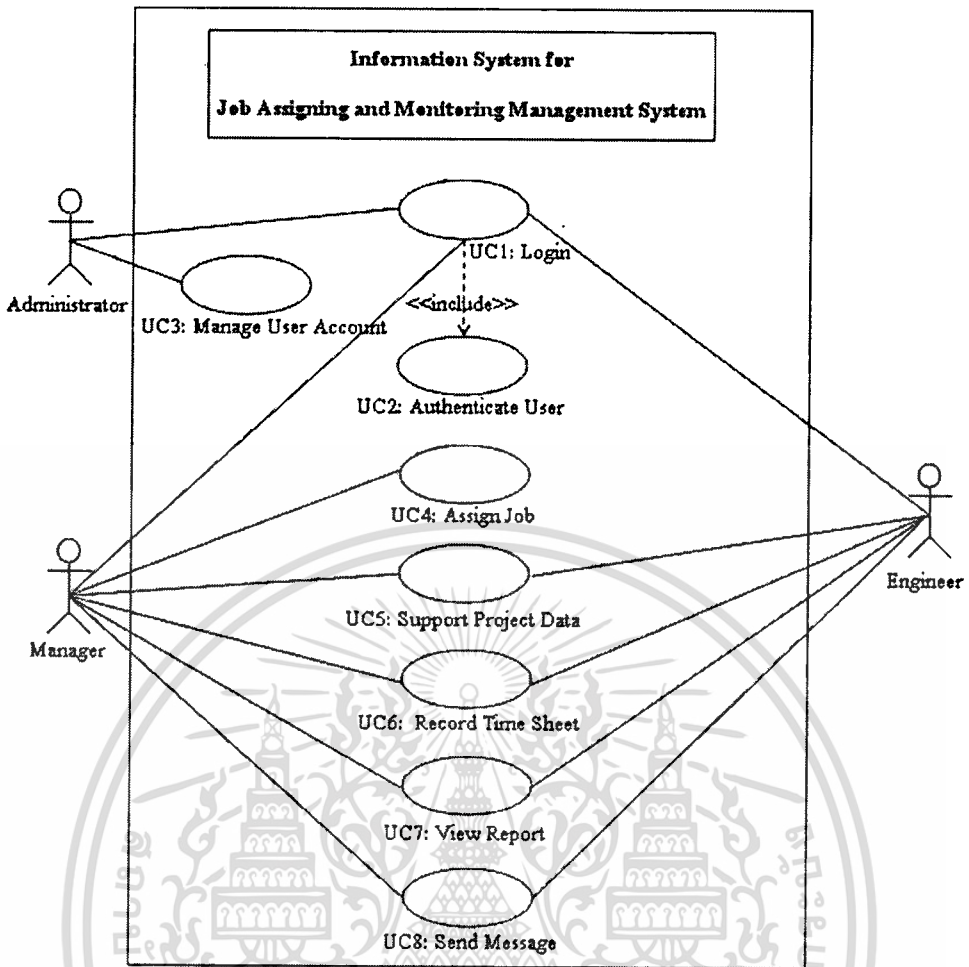 Information System for
Job Assigning and Monitoring Management System
UC1: Login
Administrator
<<include>>
UC3: Manage User Account
UC2: Authenticate User
UC4: Assign Job
Engineer
UC5: Support Project Data
Manager
UC6: Record Time Sheet
UC7: View Report
UC8: Send Message